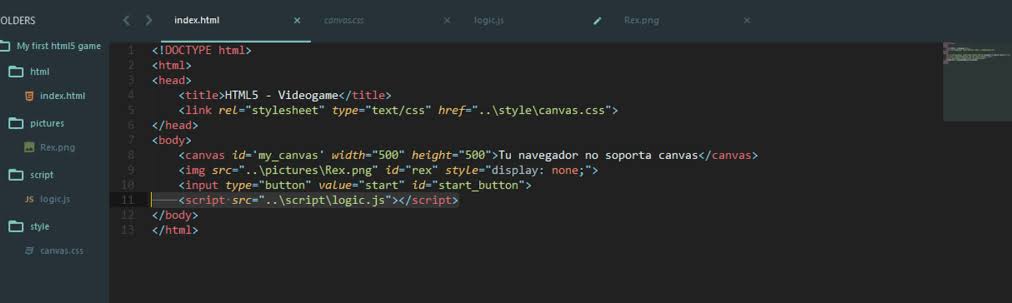 OLDERS
My first html5 game
html
index.html
pictures
Rex.png
script
JS logic.js
style
canvas.css
index.html × canvas.css × logic.js Rex.png ×
1 <!DOCTYPE html>
2 <html>
3 <head>
4 <title>HTML5 - Videogame</title>
5 <link rel="stylesheet" type="text/css" href="..\style\canvas.css">
6 </head>
7 <body>
8 <canvas id='my_canvas' width="500" height="500">Tu navegador no soporta canvas</canvas>
9 <img src="..\pictures\Rex.png" id="rex" style="display: none;">
10 <input type="button" value="start" id="start_button">
11 <script src="..\script\logic.js"></script>
12 </body>
13 </html>